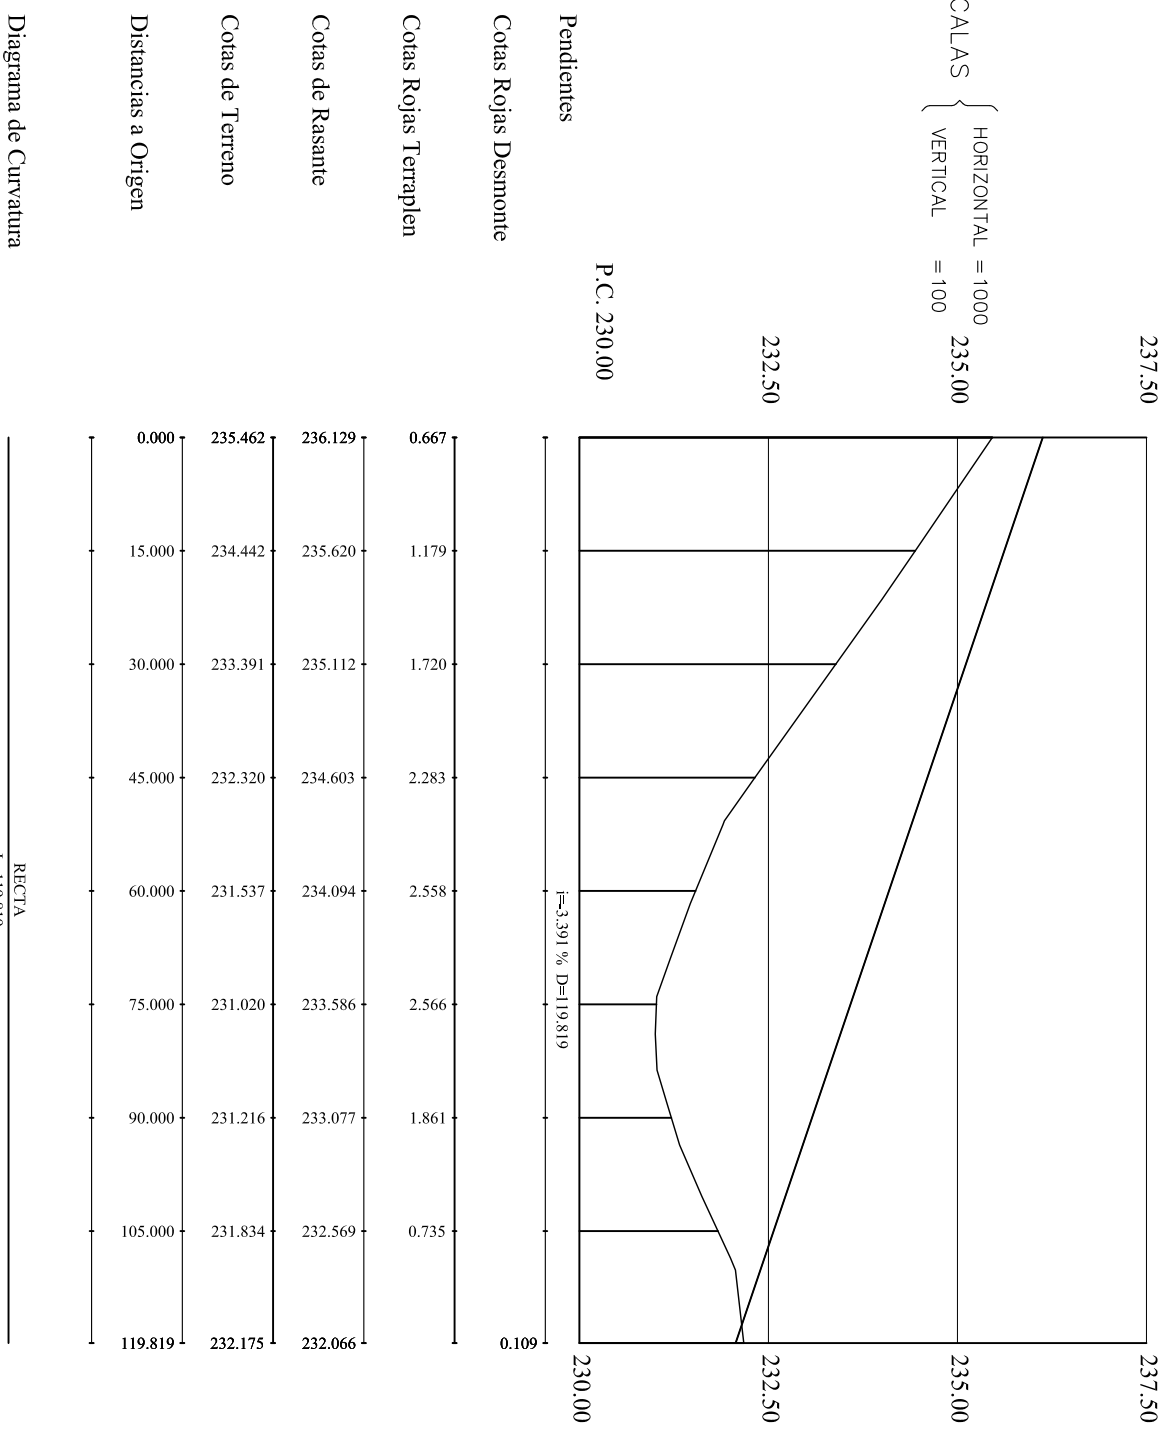 CALAS
HORIZONTAL = 1000
VERTICAL = 100
237.50
235.00
232.50
P.C. 230.00
237.50
235.00
232.50
230.00
i=-3.391 % D=119.819
Pendientes
Cotas Rojas Desmonte
0.109
Cotas Rojas Terraplen
0.667 1.179 1.720 2.283 2.558 2.566 1.861 0.735
Cotas de Rasante
236.129 235.620 235.112 234.603 234.094 233.586 233.077 232.569 232.066
Cotas de Terreno
235.462 234.442 233.391 232.320 231.537 231.020 231.216 231.834 232.175
Distancias a Origen
0.000 15.000 30.000 45.000 60.000 75.000 90.000 105.000 119.819
Diagrama de Curvatura
RECTA